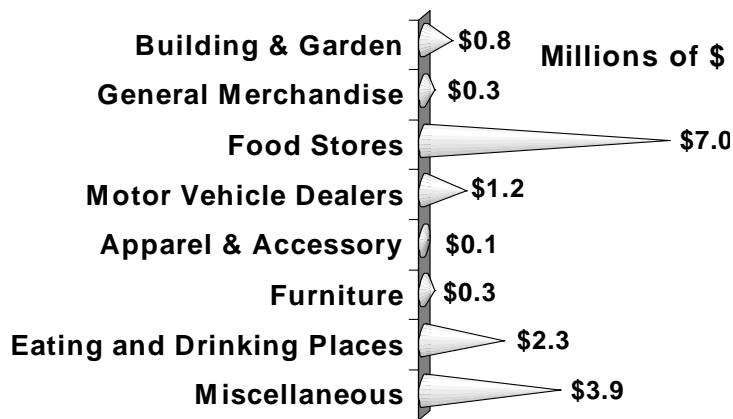 Building & Garden $0.8
Millions of $
General Merchandise $0.3
Food Stores $7.0
Motor Vehicle Dealers $1.2
Apparel & Accessory $0.1
Furniture $0.3
Eating and Drinking Places $2.3
Miscellaneous $3.9